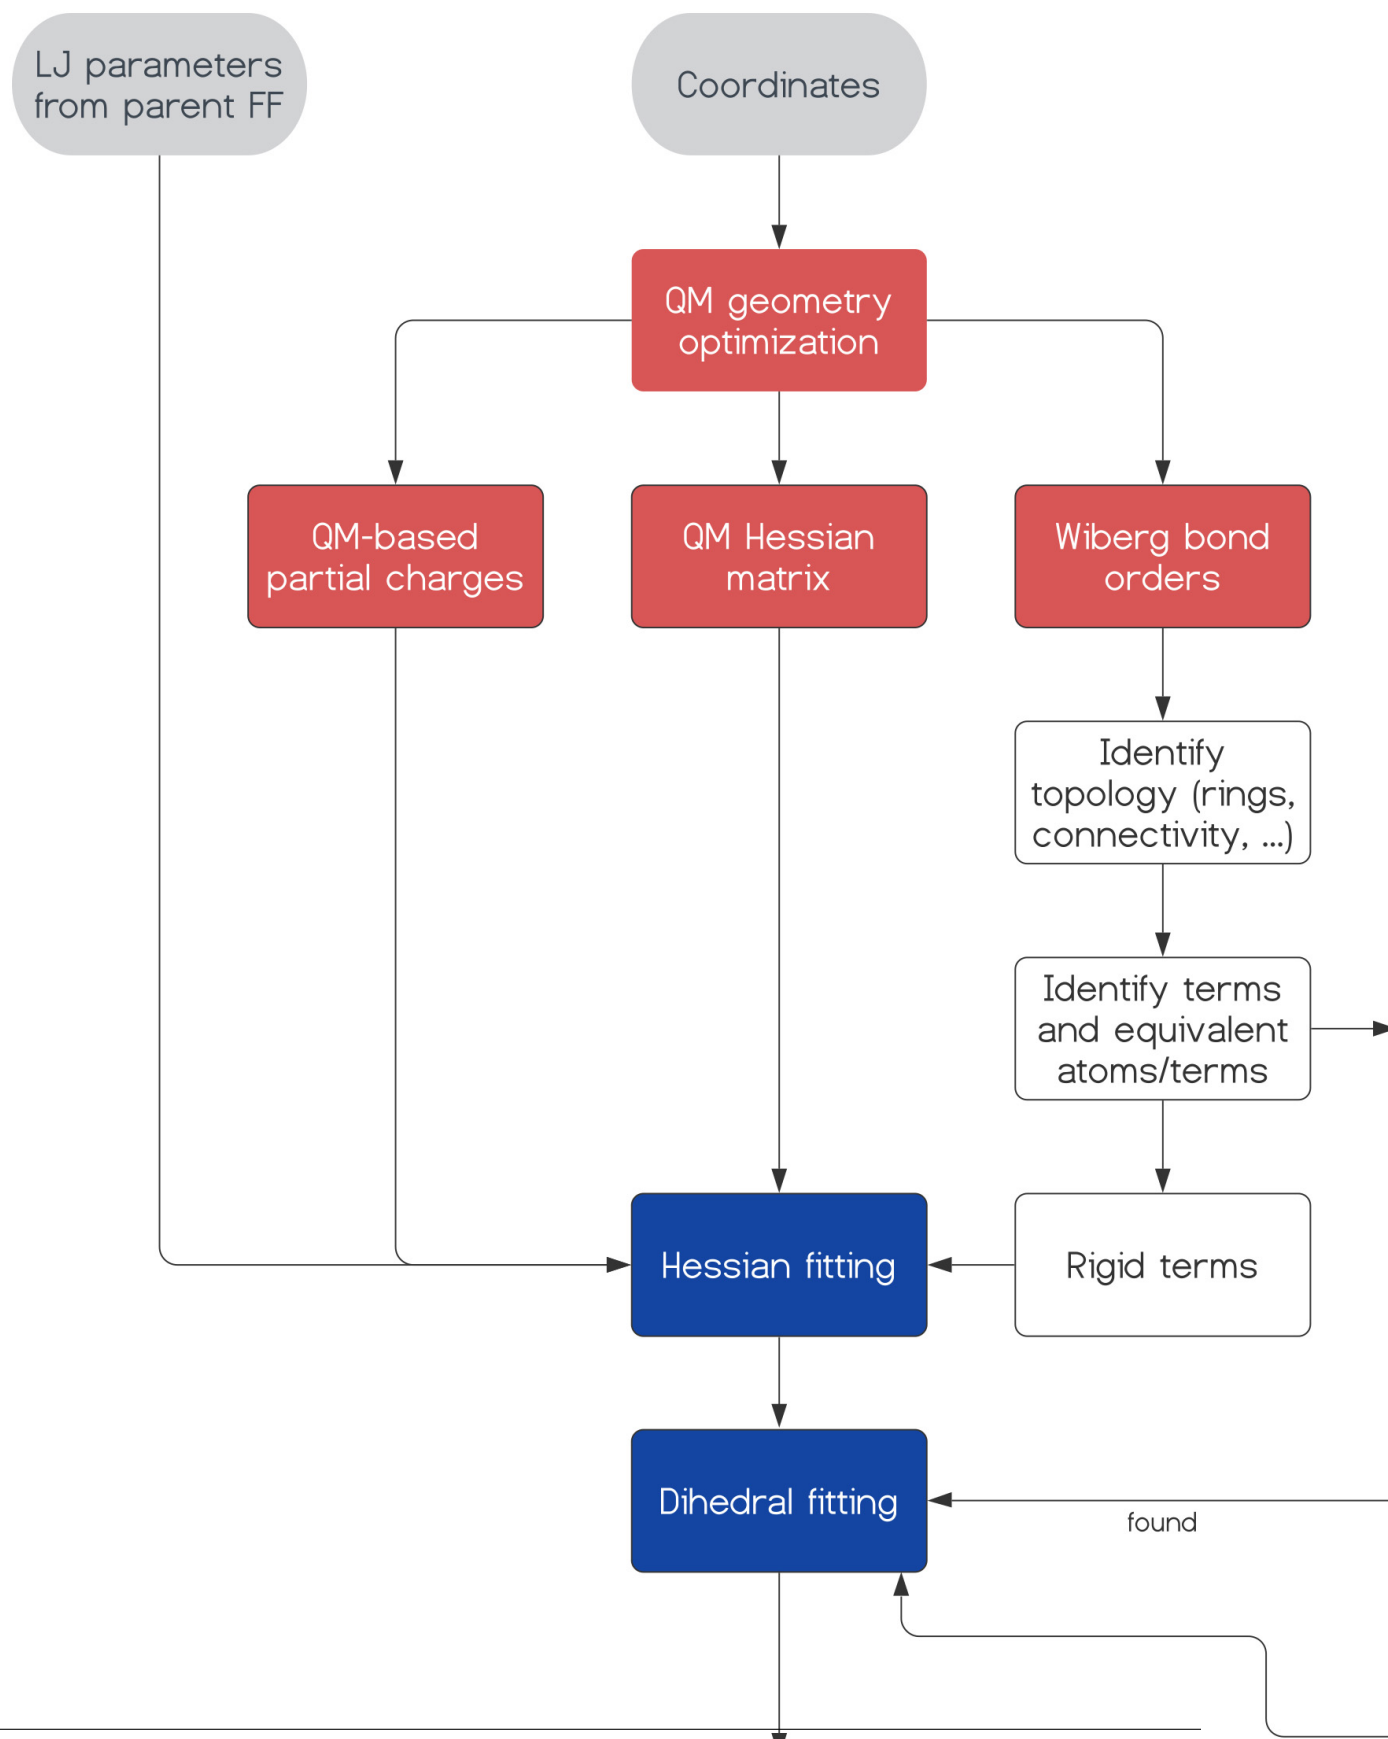 LJ parameters
from parent FF
Coordinates
QM geometry
optimization
QM-based
partial charges
QM Hessian
matrix
Wiberg bond
orders
Identify
topology (rings,
connectivity, ...)
Identify terms
and equivalent
atoms/terms
Hessian fitting
Rigid terms
Dihedral fitting
found